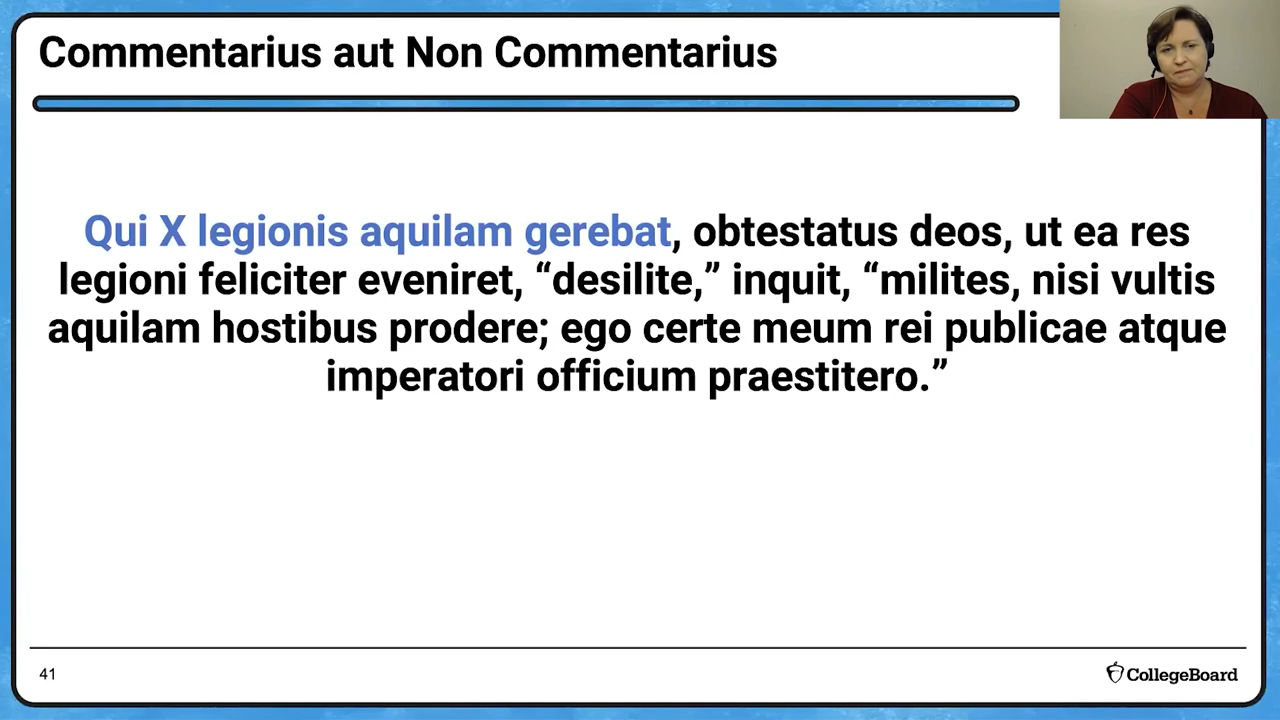 Commentarius aut Non Commentarius
Qui X legionis aquilam gerebat, obtestatus deos, ut ea res
legioni feliciter eveniret, “desilite,” inquit, “milites, nisi vultis
aquilam hostibus prodere; ego certe meum rei publicae atque
imperatori officium praestitero.”
41
CollegeBoard